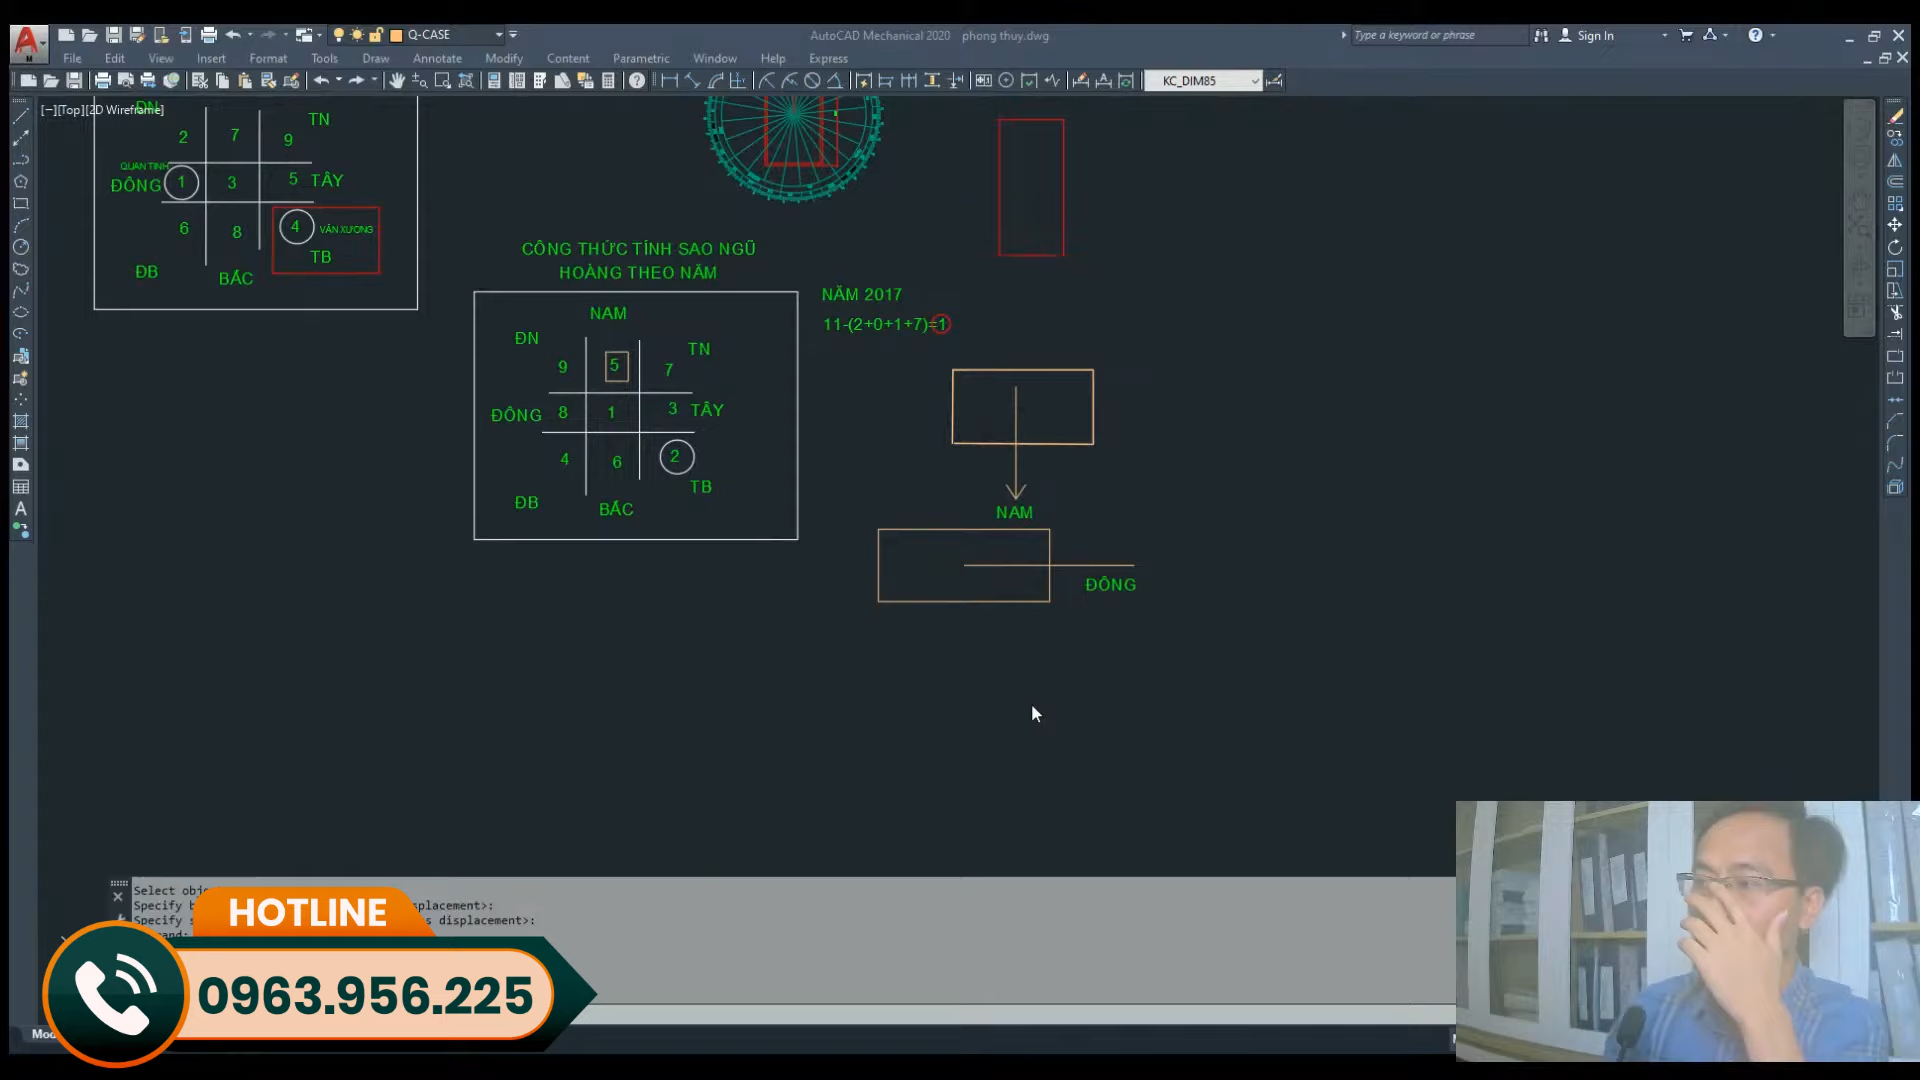 Q-CASE
AutoCAD Mechanical 2020 phong thuy.dwg
Type a keyword or phrase
Sign In
File Edit View Insert Format Tools Draw Annotate Modify Content Parametric Window Help Express
KC_DIM85
[−][Top][2D Wireframe]
ĐN
TN
2 7 9
QUAN TINH
ĐÔNG 1 3 5 TÂY
6 8 4 VĂN XƯƠNG
TB
ĐB BẮC
CÔNG THỨC TÍNH SAO NGŨ
HOÀNG THEO NĂM
NAM
ĐN TN
9 5 7
ĐÔNG 8 1 3 TÂY
4 6 2
TB
ĐB BẮC
NĂM 2017
11-(2+0+1+7)=1
NAM
ĐÔNG
Select obj
Specify b placement>:
Specify s s displacement>:
mand:
HOTLINE
0963.956.225
Mod